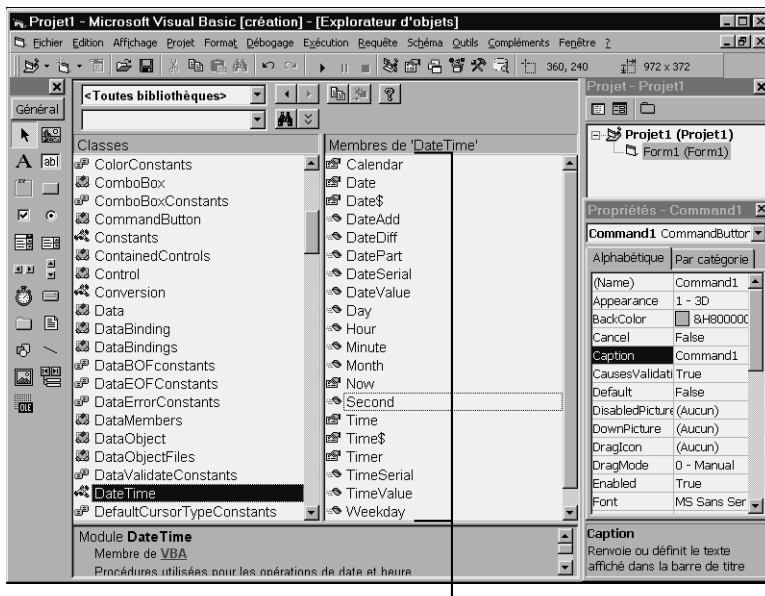 Projet1 - Microsoft Visual Basic [création] - [Explorateur d'objets]
Fichier Edition Affichage Projet Format Débogage Exécution Requête Schéma Outils Compléments Fenêtre ?
360, 240 972 x 372
Général
<Toutes bibliothèques>
Classes
ColorConstants
ComboBox
ComboBoxConstants
CommandButton
Constants
ContainedControls
Control
Conversion
Data
DataBinding
DataBindings
DataBOFconstants
DataEOFConstants
DataErrorConstants
DataMembers
DataObject
DataObjectFiles
DataValidateConstants
DateTime
DefaultCursorTypeConstants
Membres de 'DateTime'
Calendar
Date
Date$
DateAdd
DateDiff
DatePart
DateSerial
DateValue
Day
Hour
Minute
Month
Now
Second
Time
Time$
Timer
TimeSerial
TimeValue
Weekday
Module DateTime
Membre de VBA
Procédures utilisées pour les opérations de date et heure
Projet - Projet1
Projet1 (Projet1)
Form1 (Form1)
Propriétés - Command1
Command1 CommandButton
Alphabétique Par catégorie
(Name) Command1
Appearance 1 - 3D
BackColor &H800000
Cancel False
Caption Command1
CausesValidati True
Default False
DisabledPicture (Aucun)
DownPicture (Aucun)
DragIcon (Aucun)
DragMode 0 - Manual
Enabled True
Font MS Sans Ser
Caption
Renvoie ou définit le texte
affiché dans la barre de titre